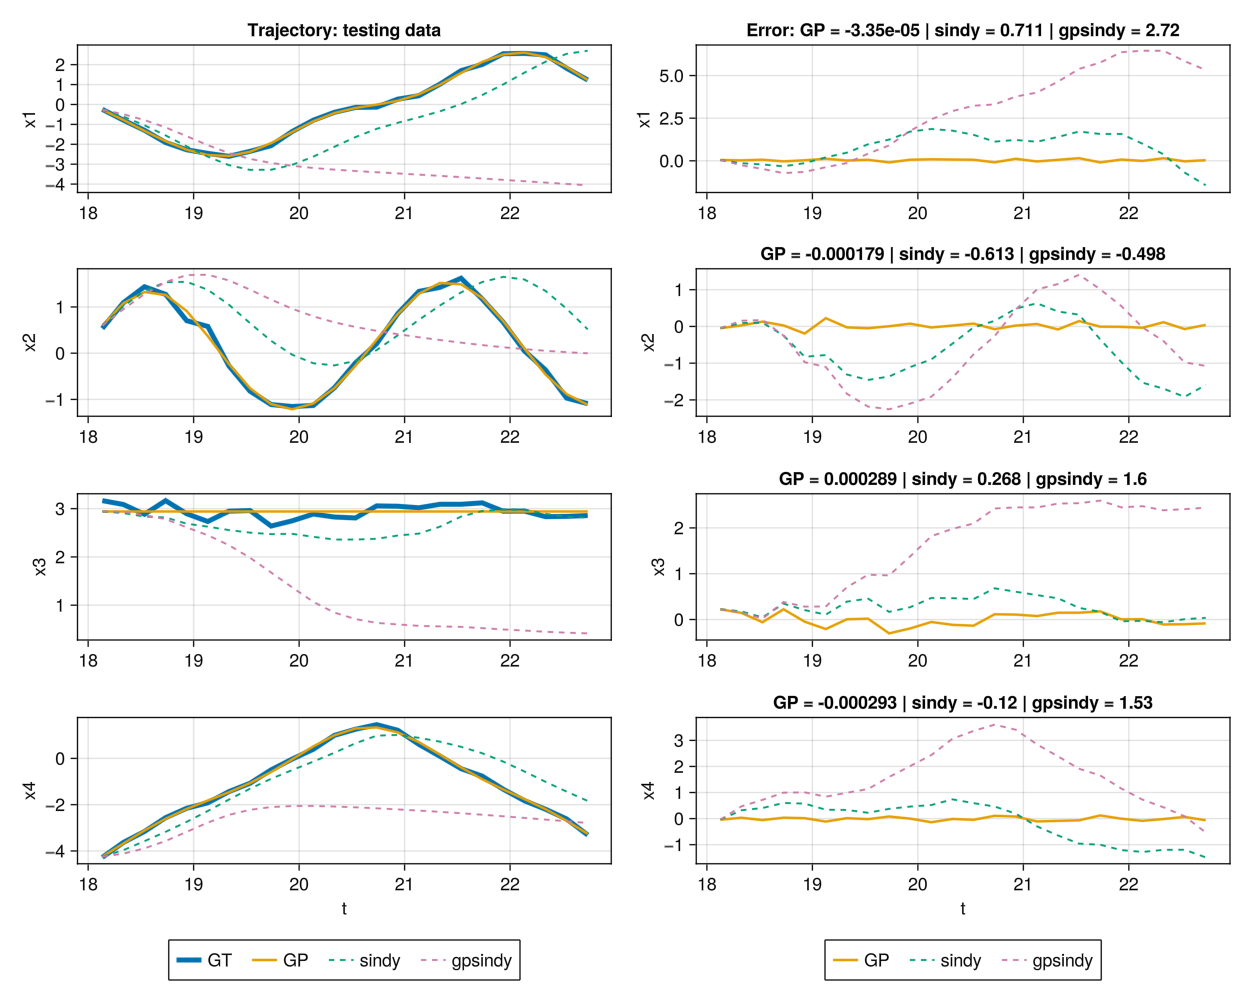 Trajectory: testing data
x1
2
1
0
−1
−2
−3
−4
18 19 20 21 22
Error: GP = -3.35e-05 | sindy = 0.711 | gpsindy = 2.72
x1
5.0
2.5
0.0
18 19 20 21 22
x2
1
0
−1
18 19 20 21 22
GP = -0.000179 | sindy = -0.613 | gpsindy = -0.498
x2
1
0
−1
−2
18 19 20 21 22
x3
3
2
1
18 19 20 21 22
GP = 0.000289 | sindy = 0.268 | gpsindy = 1.6
x3
2
1
0
18 19 20 21 22
x4
0
−2
−4
18 19 20 21 22
t
GP = -0.000293 | sindy = -0.12 | gpsindy = 1.53
x4
3
2
1
0
−1
18 19 20 21 22
t
GT GP sindy gpsindy
GP sindy gpsindy